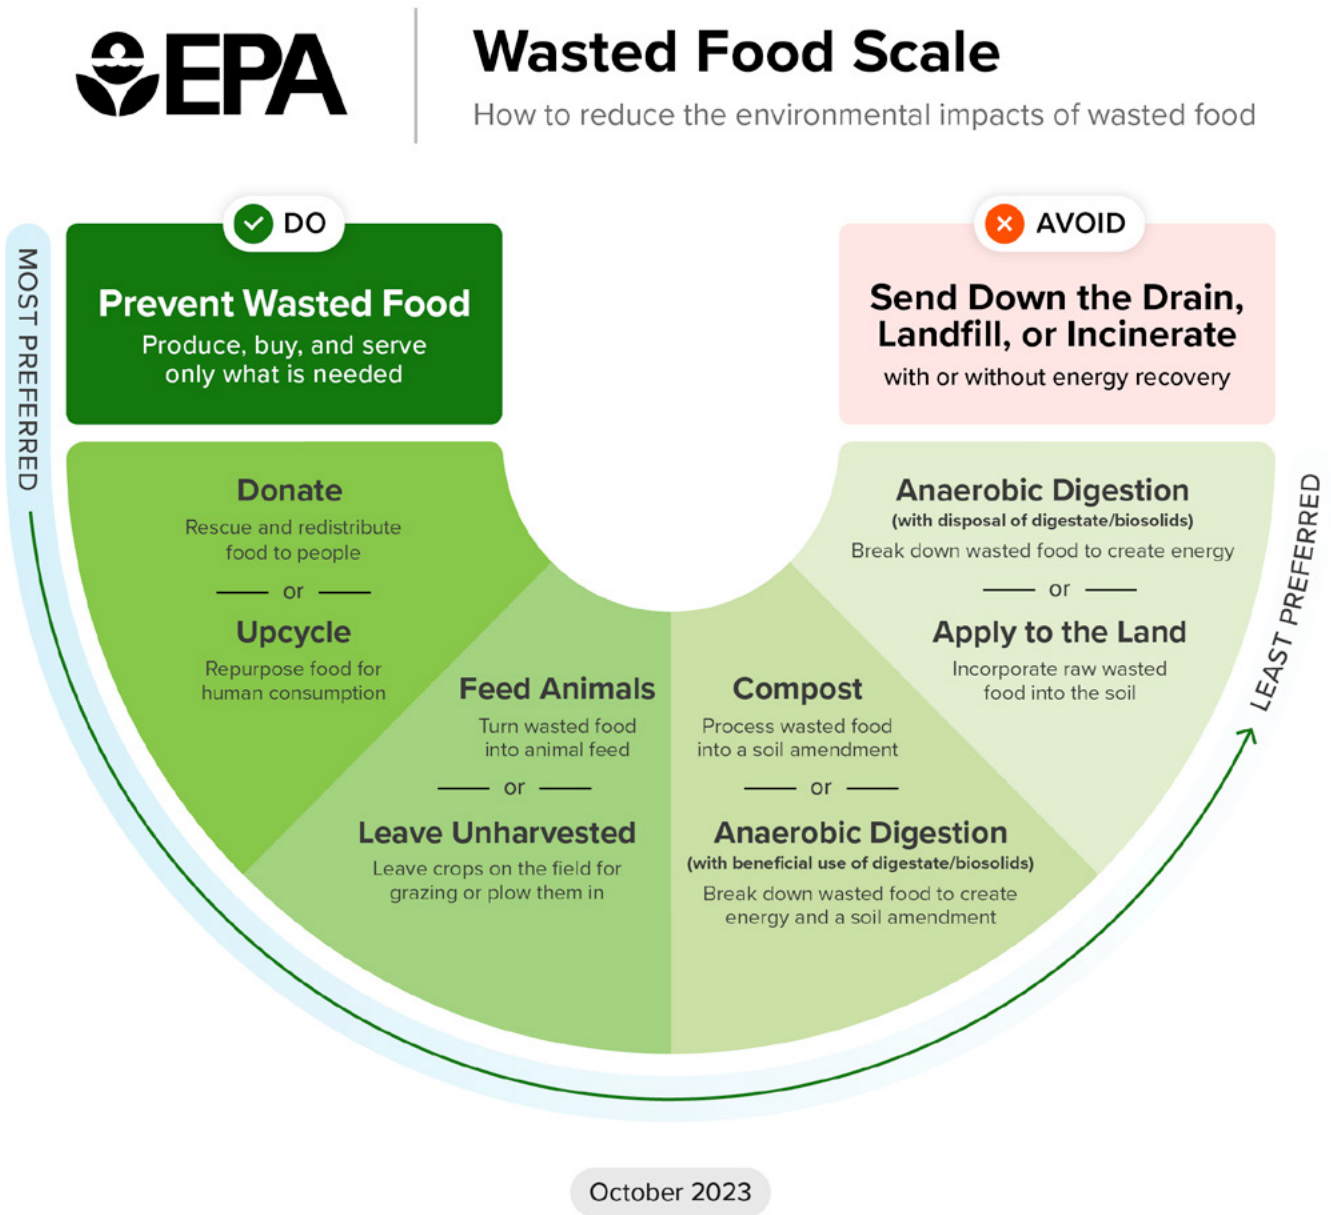 EPA
Wasted Food Scale
How to reduce the environmental impacts of wasted food
DO
Prevent Wasted Food
Produce, buy, and serve
only what is needed
AVOID
Send Down the Drain,
Landfill, or Incinerate
with or without energy recovery
MOST PREFERRED
Donate
Rescue and redistribute
food to people
or
Upcycle
Repurpose food for
human consumption
Feed Animals
Turn wasted food
into animal feed
or
Leave Unharvested
Leave crops on the field for
grazing or plow them in
Compost
Process wasted food
into a soil amendment
or
Anaerobic Digestion
(with beneficial use of digestate/biosolids)
Break down wasted food to create
energy and a soil amendment
Anaerobic Digestion
(with disposal of digestate/biosolids)
Break down wasted food to create energy
or
Apply to the Land
Incorporate raw wasted
food into the soil
LEAST PREFERRED
October 2023